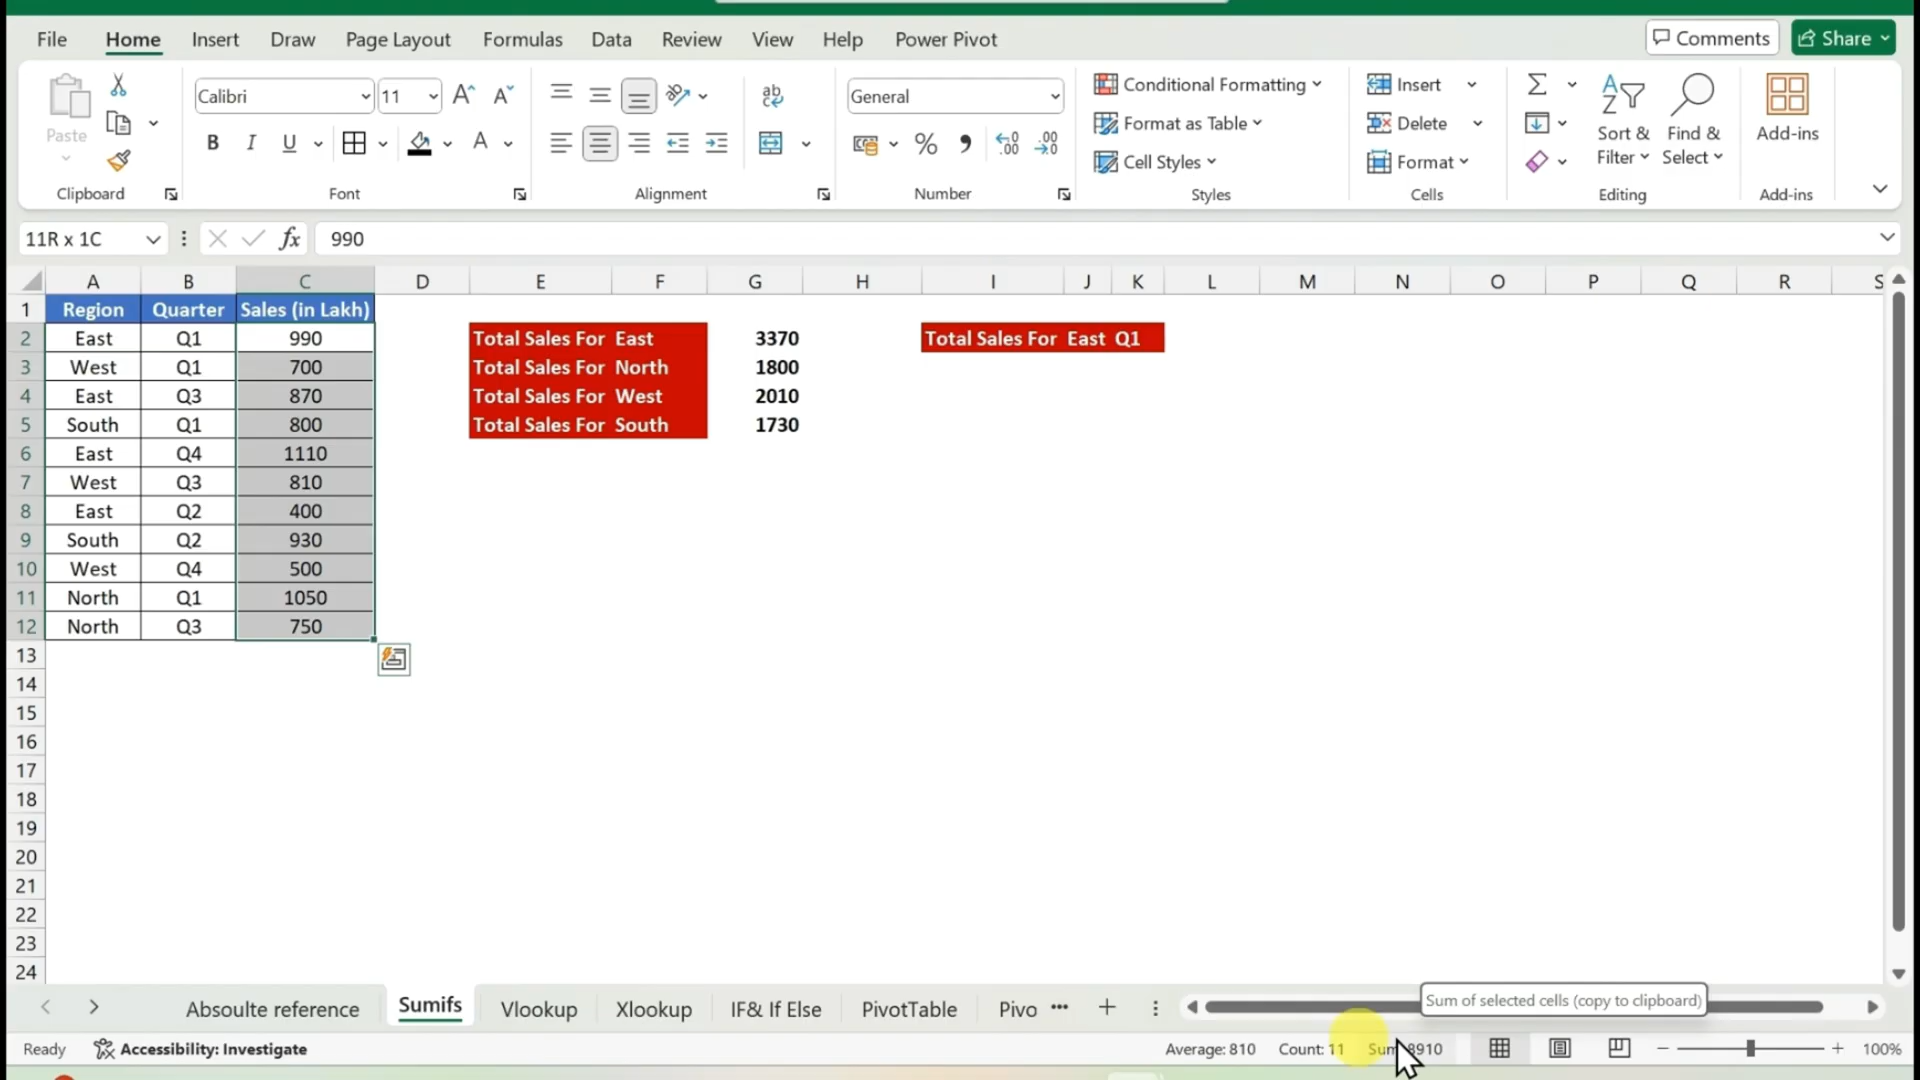 File Home Insert Draw Page Layout Formulas Data Review View Help Power Pivot Comments Share
Paste
Clipboard
Calibri 11
B I U A
Font
ab
Alignment
General
% , .00
Number
Conditional Formatting
Format as Table
Cell Styles
Styles
Insert
Delete
Format
Cells
Sort &
Filter
Find &
Select
Editing
Add-ins
Add-ins
11R x 1C fx 990
A B C D E F G H I J K L M N O P Q R S
1 Region Quarter Sales (in Lakh)
2 East Q1 990 Total Sales For East 3370 Total Sales For East Q1
3 West Q1 700 Total Sales For North 1800
4 East Q3 870 Total Sales For West 2010
5 South Q1 800 Total Sales For South 1730
6 East Q4 1110
7 West Q3 810
8 East Q2 400
9 South Q2 930
10 West Q4 500
11 North Q1 1050
12 North Q3 750
13
14
15
16
17
18
19
20
21
22
23
24
Sum of selected cells (copy to clipboard)
Absoulte reference Sumifs Vlookup Xlookup IF& If Else PivotTable Pivo
Ready Accessibility: Investigate Average: 810 Count: 11 Sum 8910 100%